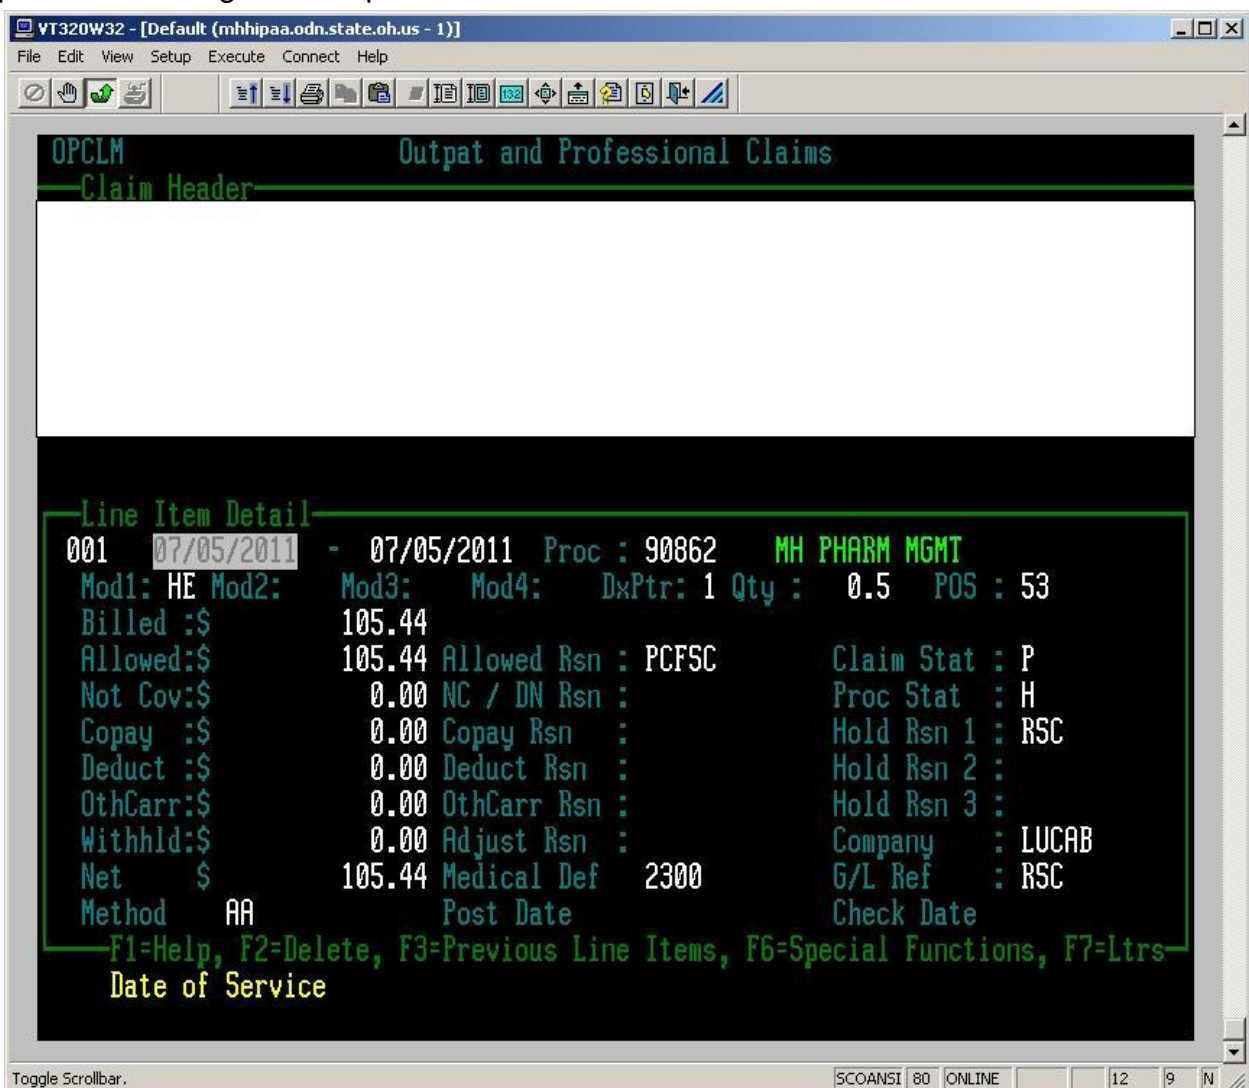 VT320W32 - [Default (mhhipaa.odn.state.oh.us - 1)]
File Edit View Setup Execute Connect Help
132
OPCLM Outpat and Professional Claims
Claim Header
Line Item Detail
001 07/05/2011 - 07/05/2011 Proc : 90862 MH PHARM MGMT
Mod1: HE Mod2: Mod3: Mod4: DxPtr: 1 Qty : 0.5 POS : 53
Billed :$ 105.44
Allowed:$ 105.44 Allowed Rsn : PCFSC Claim Stat : P
Not Cov:$ 0.00 NC / DN Rsn : Proc Stat : H
Copay :$ 0.00 Copay Rsn : Hold Rsn 1 : RSC
Deduct :$ 0.00 Deduct Rsn : Hold Rsn 2 :
OthCarr:$ 0.00 OthCarr Rsn : Hold Rsn 3 :
Withhld:$ 0.00 Adjust Rsn : Company : LUCAB
Net $ 105.44 Medical Def 2300 G/L Ref : RSC
Method AA Post Date Check Date
F1=Help, F2=Delete, F3=Previous Line Items, F6=Special Functions, F7=Ltrs
Date of Service
Toggle Scrollbar. SCOANSI 80 ONLINE 12 9 N